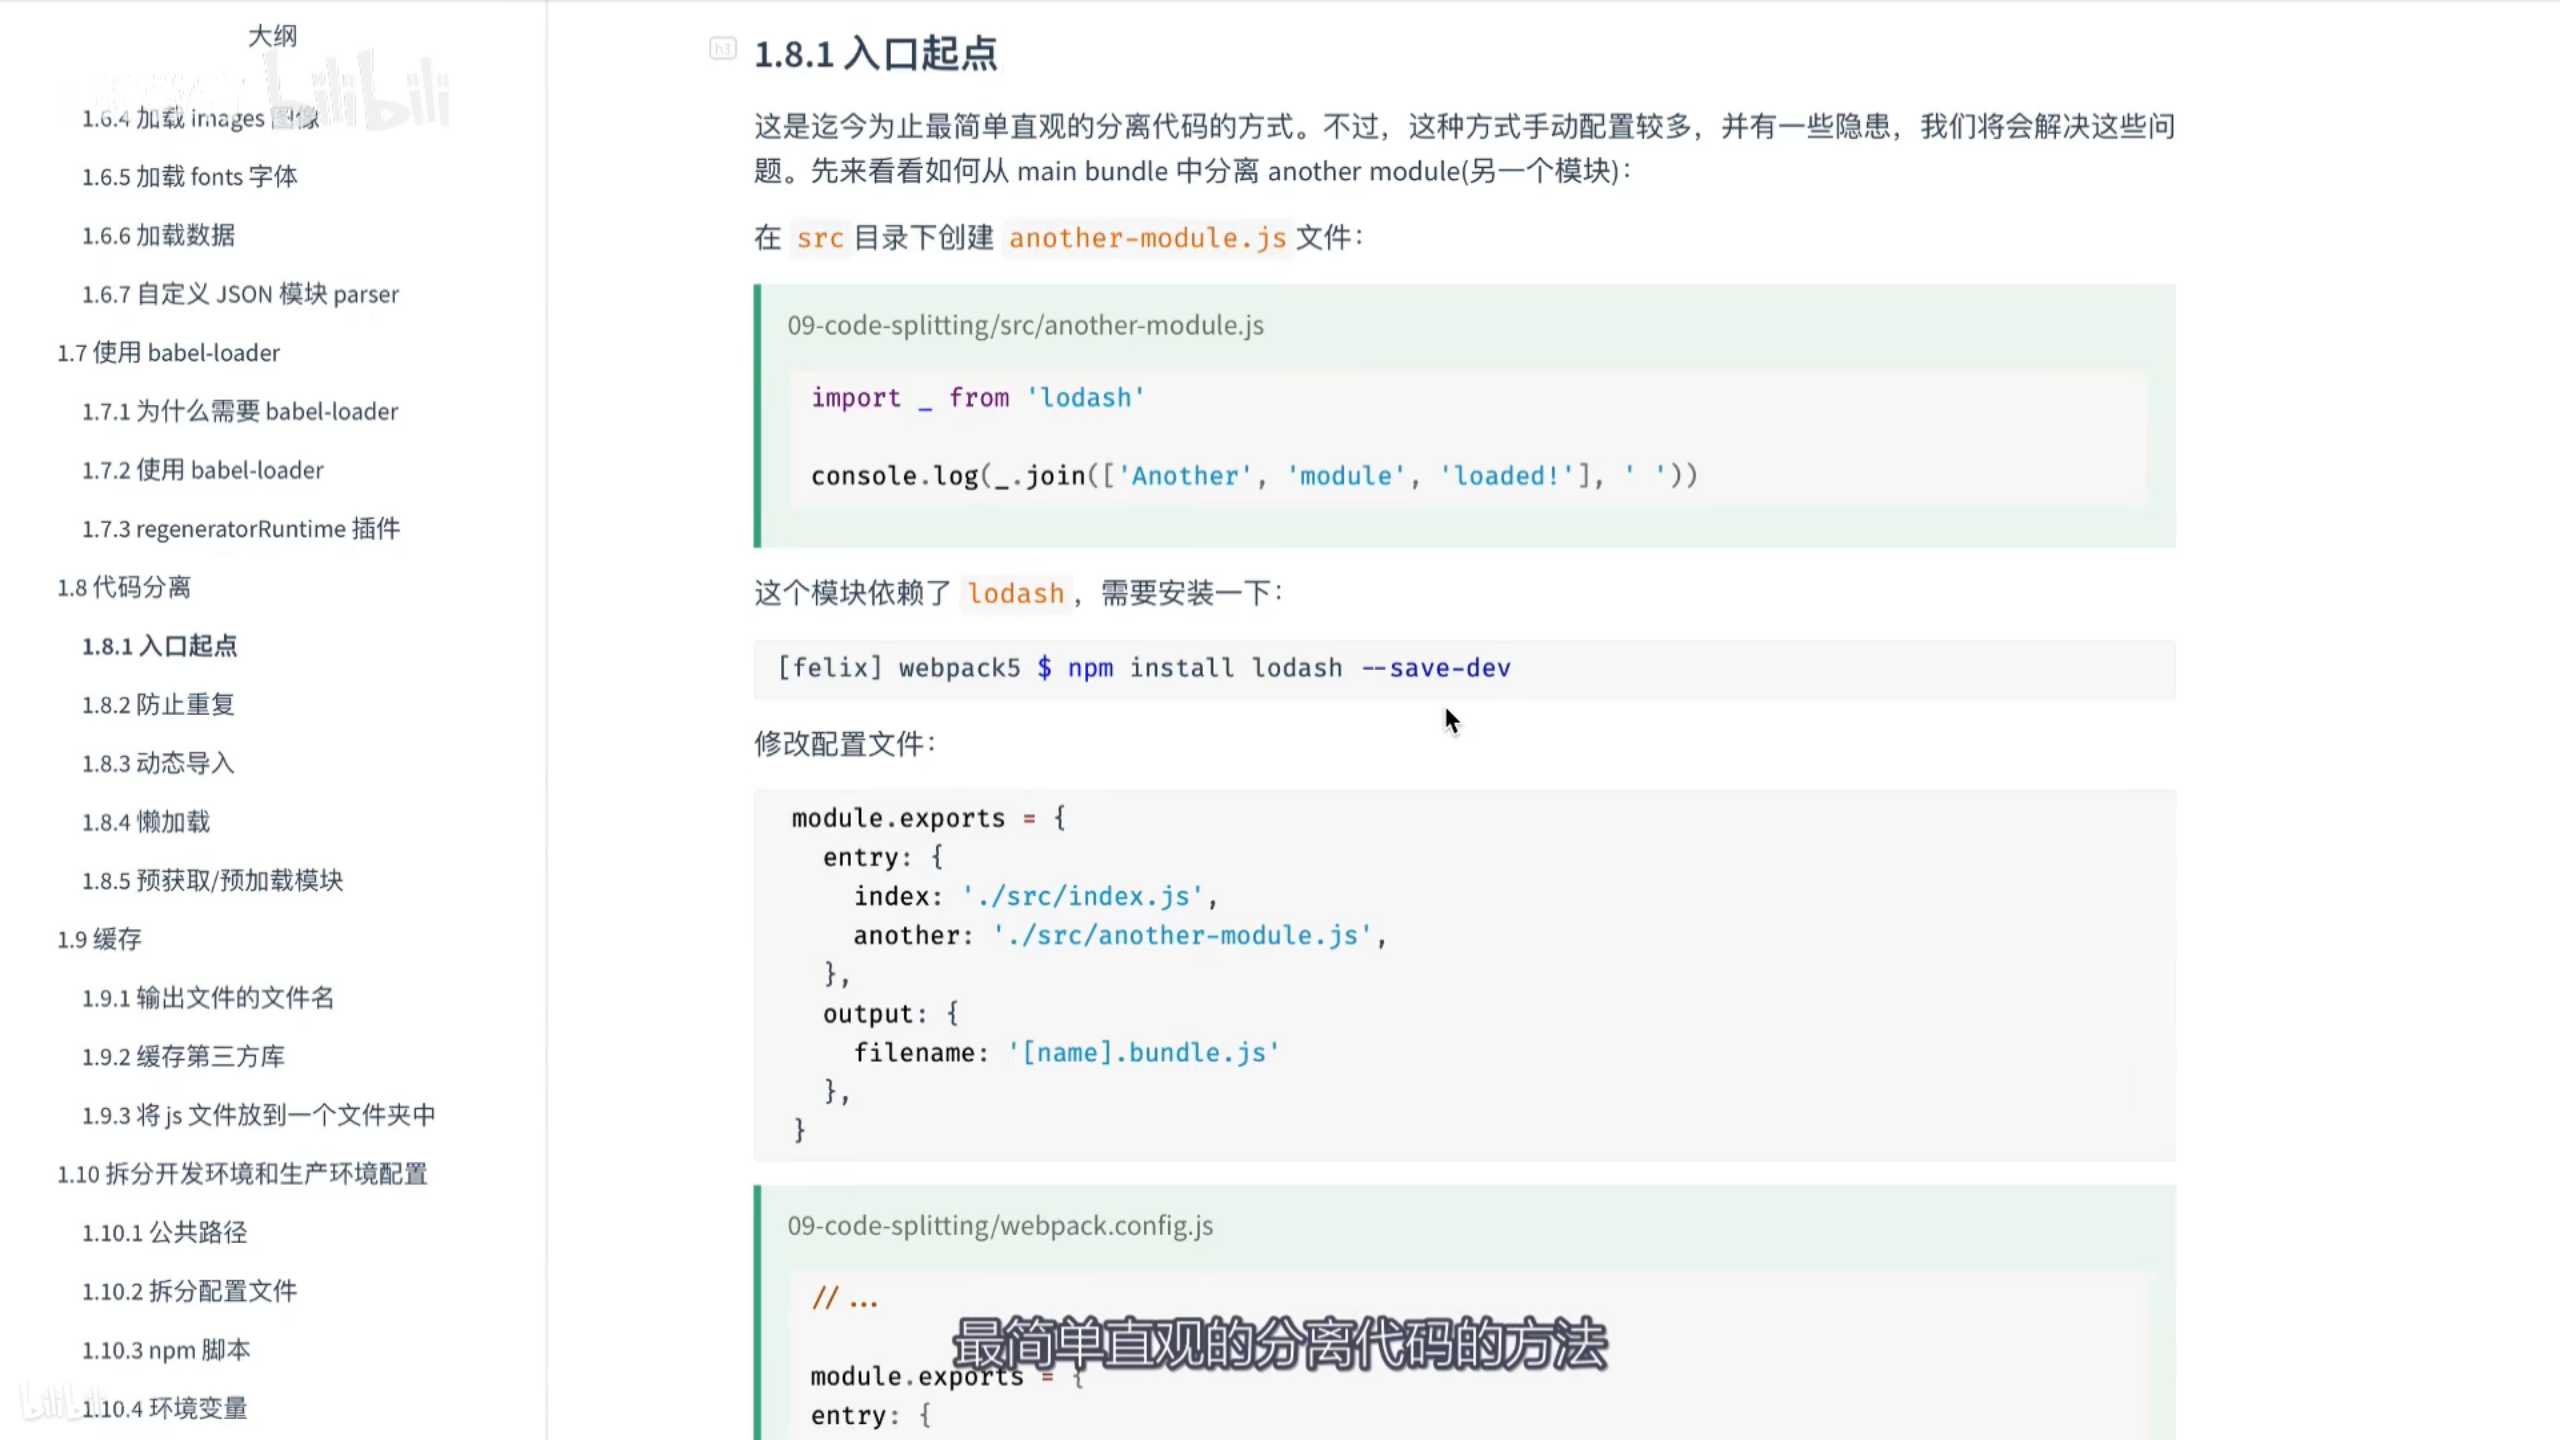 大纲
bilibili
1.6.4 加载 images 图像
1.6.5 加载 fonts 字体
1.6.6 加载数据
1.6.7 自定义 JSON 模块 parser
1.7 使用 babel-loader
1.7.1 为什么需要 babel-loader
1.7.2 使用 babel-loader
1.7.3 regeneratorRuntime 插件
1.8 代码分离
1.8.1 入口起点
1.8.2 防止重复
1.8.3 动态导入
1.8.4 懒加载
1.8.5 预获取/预加载模块
1.9 缓存
1.9.1 输出文件的文件名
1.9.2 缓存第三方库
1.9.3 将 js 文件放到一个文件夹中
1.10 拆分开发环境和生产环境配置
1.10.1 公共路径
1.10.2 拆分配置文件
1.10.3 npm 脚本
1.10.4 环境变量
h3
1.8.1 入口起点
这是迄今为止最简单直观的分离代码的方式。不过，这种方式手动配置较多，并有一些隐患，我们将会解决这些问
题。先来看看如何从 main bundle 中分离 another module(另一个模块)：
在 src 目录下创建 another-module.js 文件：
09-code-splitting/src/another-module.js
import _ from 'lodash'
console.log(_.join(['Another', 'module', 'loaded!'], ' '))
这个模块依赖了 lodash ，需要安装一下：
[felix] webpack5 $ npm install lodash --save-dev
修改配置文件：
module.exports = {
  entry: {
    index: './src/index.js',
    another: './src/another-module.js',
  },
  output: {
    filename: '[name].bundle.js'
  },
}
09-code-splitting/webpack.config.js
// ...
最简单直观的分离代码的方法
module.exports = {
entry: {